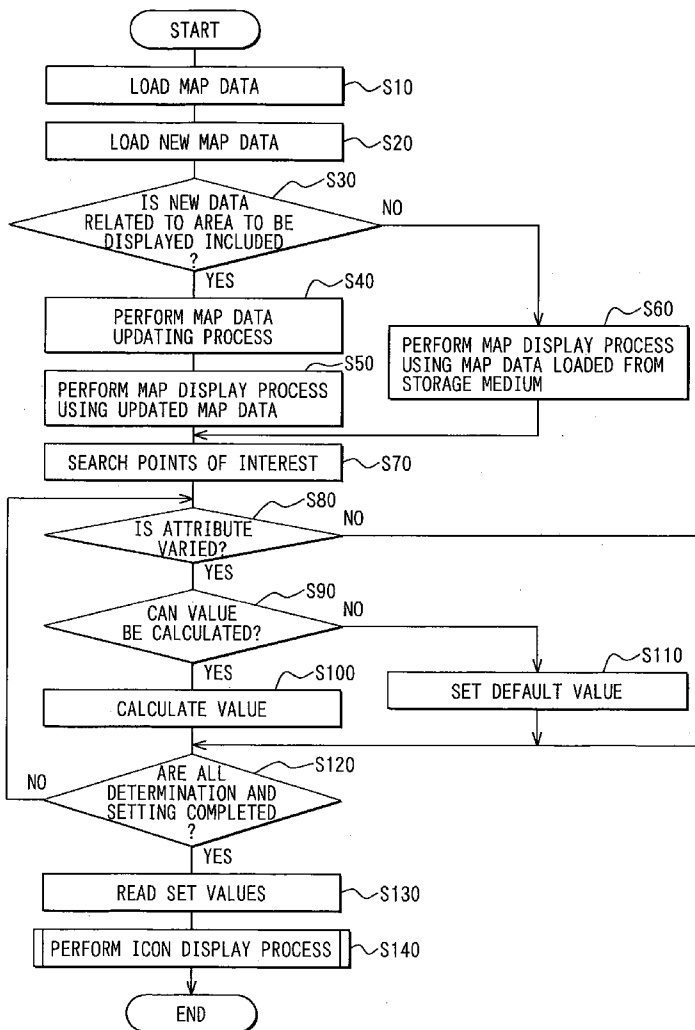 START
LOAD MAP DATA
S10
LOAD NEW MAP DATA
S20
S30
IS NEW DATA
RELATED TO AREA TO BE
DISPLAYED INCLUDED
?
NO
YES
S40
PERFORM MAP DATA
UPDATING PROCESS
S60
PERFORM MAP DISPLAY PROCESS
USING MAP DATA LOADED FROM
STORAGE MEDIUM
S50
PERFORM MAP DISPLAY PROCESS
USING UPDATED MAP DATA
SEARCH POINTS OF INTEREST
S70
S80
IS ATTRIBUTE
VARIED?
NO
YES
S90
CAN VALUE
BE CALCULATED?
NO
YES
S100
CALCULATE VALUE
S110
SET DEFAULT VALUE
S120
ARE ALL
DETERMINATION AND
SETTING COMPLETED
?
NO
YES
READ SET VALUES
S130
PERFORM ICON DISPLAY PROCESS
S140
END